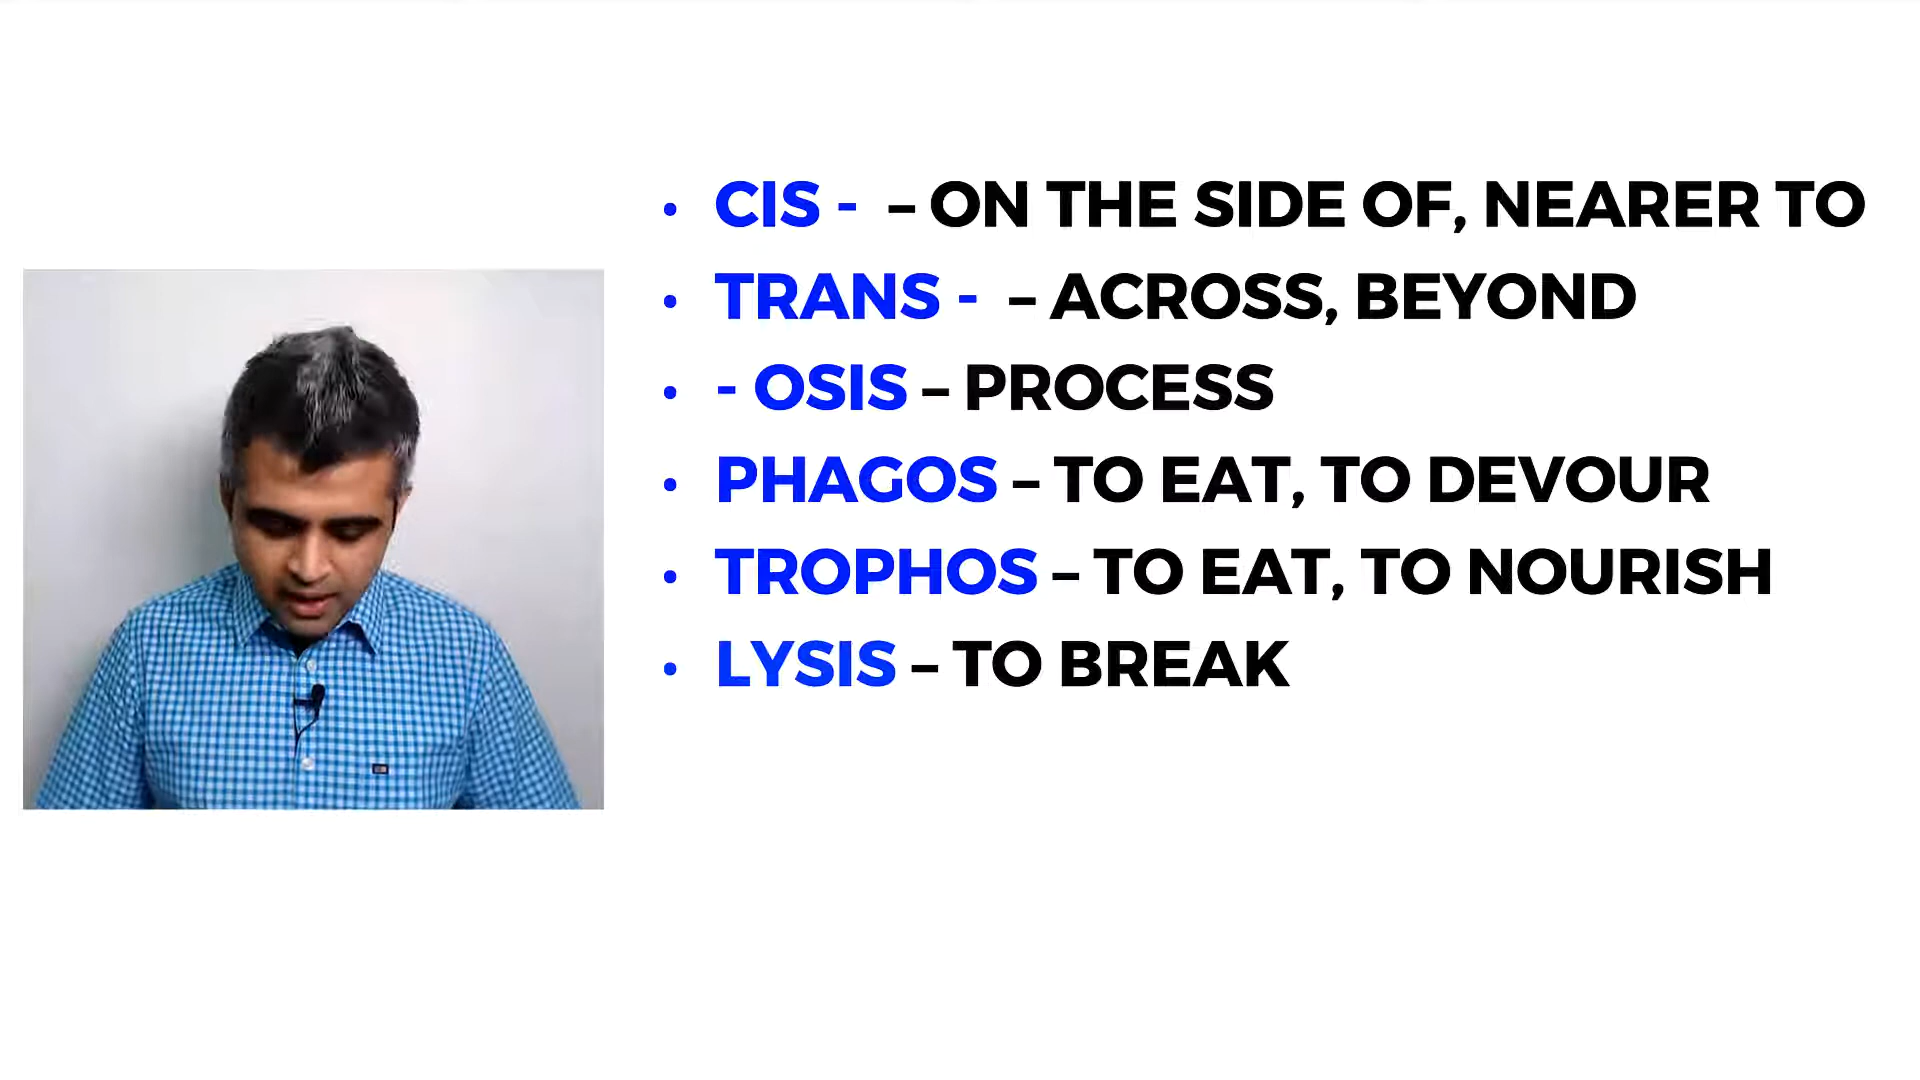 • CIS - – ON THE SIDE OF, NEARER TO
• TRANS - – ACROSS, BEYOND
• - OSIS – PROCESS
• PHAGOS – TO EAT, TO DEVOUR
• TROPHOS – TO EAT, TO NOURISH
• LYSIS – TO BREAK